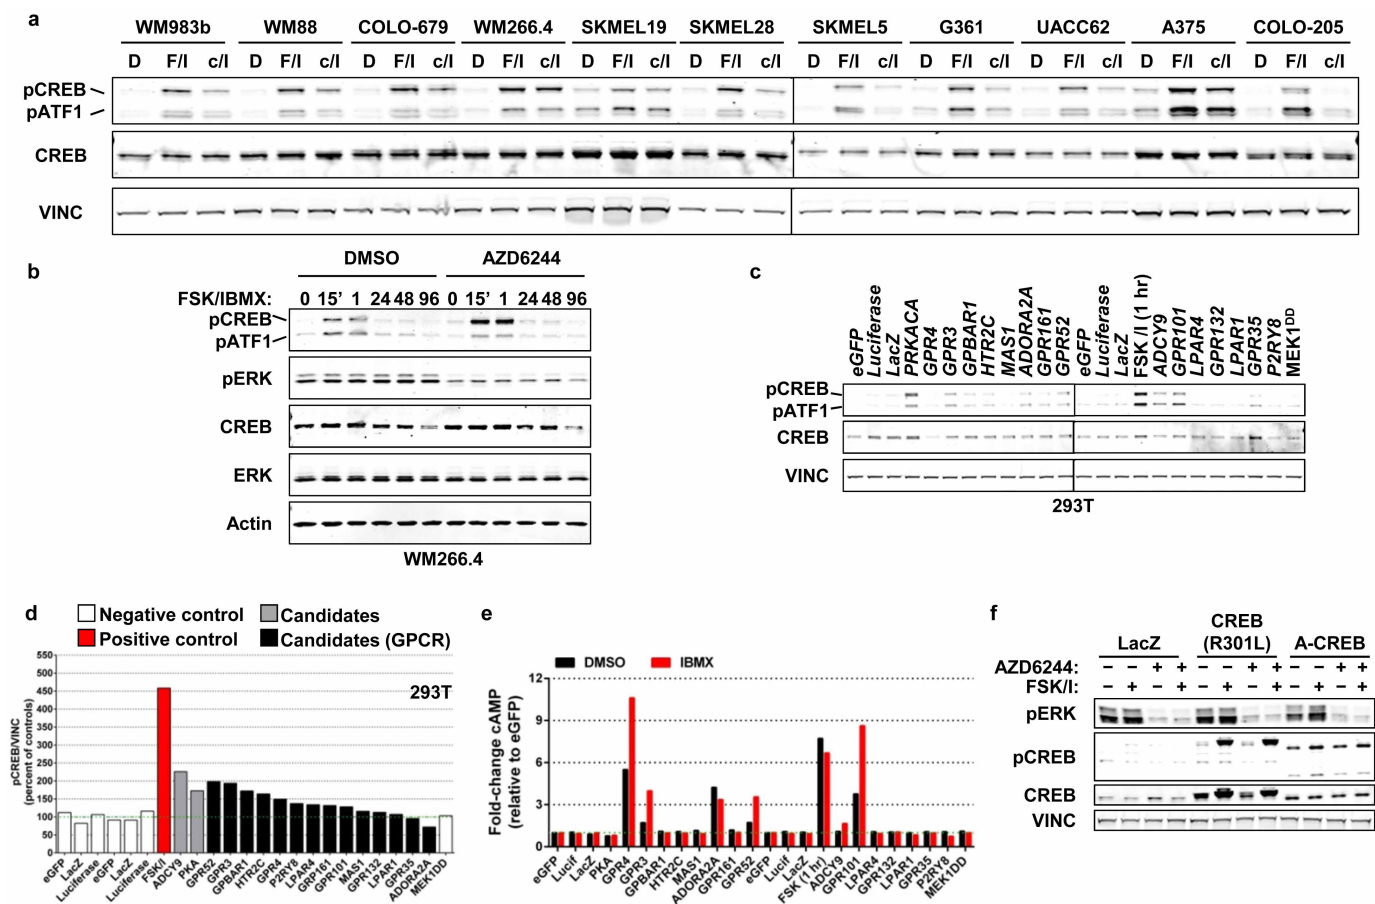 a
WM983b WM88 COLO-679 WM266.4 SKMEL19 SKMEL28 SKMEL5 G361 UACC62 A375 COLO-205
D F/I c/I D F/I c/I D F/I c/I D F/I c/I D F/I c/I D F/I c/I D F/I c/I D F/I c/I D F/I c/I D F/I c/I D F/I c/I
pCREB
pATF1
CREB
VINC
b
DMSO AZD6244
FSK/IBMX: 0 15’ 1 24 48 96 0 15’ 1 24 48 96
pCREB
pATF1
pERK
CREB
ERK
Actin
WM266.4
c
eGFP Luciferase LacZ PRKACA GPR4 GPR3 GPBAR1 HTR2C MAS1 ADORA2A GPR161 GPR52 eGFP Luciferase LacZ FSK /I (1 hr) ADCY9 GPR101 LPAR4 GPR132 LPAR1 GPR35 P2RY8 MEK1DD
pCREB
pATF1
CREB
VINC
293T
d
Negative control Candidates
Positive control Candidates (GPCR)
293T
pCREB/VINC
(percent of controls)
550
500
450
400
350
300
250
200
150
100
50
0
eGFP LacZ Luciferase eGFP LacZ Luciferase FSK/I ADCY9 PKA GPR52 GPR3 GPBAR1 HTR2C GPR4 P2RY8 LPAR4 GRP161 GPR101 MAS1 GPR132 LPAR1 GPR35 ADORA2A MEK1DD
e
DMSO IBMX
Fold-change cAMP
(relative to eGFP)
12
9
6
3
0
eGFP Lucif LacZ PKA GPR4 GPR3 GPBAR1 HTR2C MAS1 ADORA2A GPR161 GPR52 eGFP Lucif LacZ FSK (1 hr) ADCY9 GPR101 LPAR4 GPR132 LPAR1 GPR35 P2RY8 MEK1DD
f
LacZ CREB (R301L) A-CREB
AZD6244: – – + + – – + + – – + +
FSK/I: – + – + – + – + – + – +
pERK
pCREB
CREB
VINC